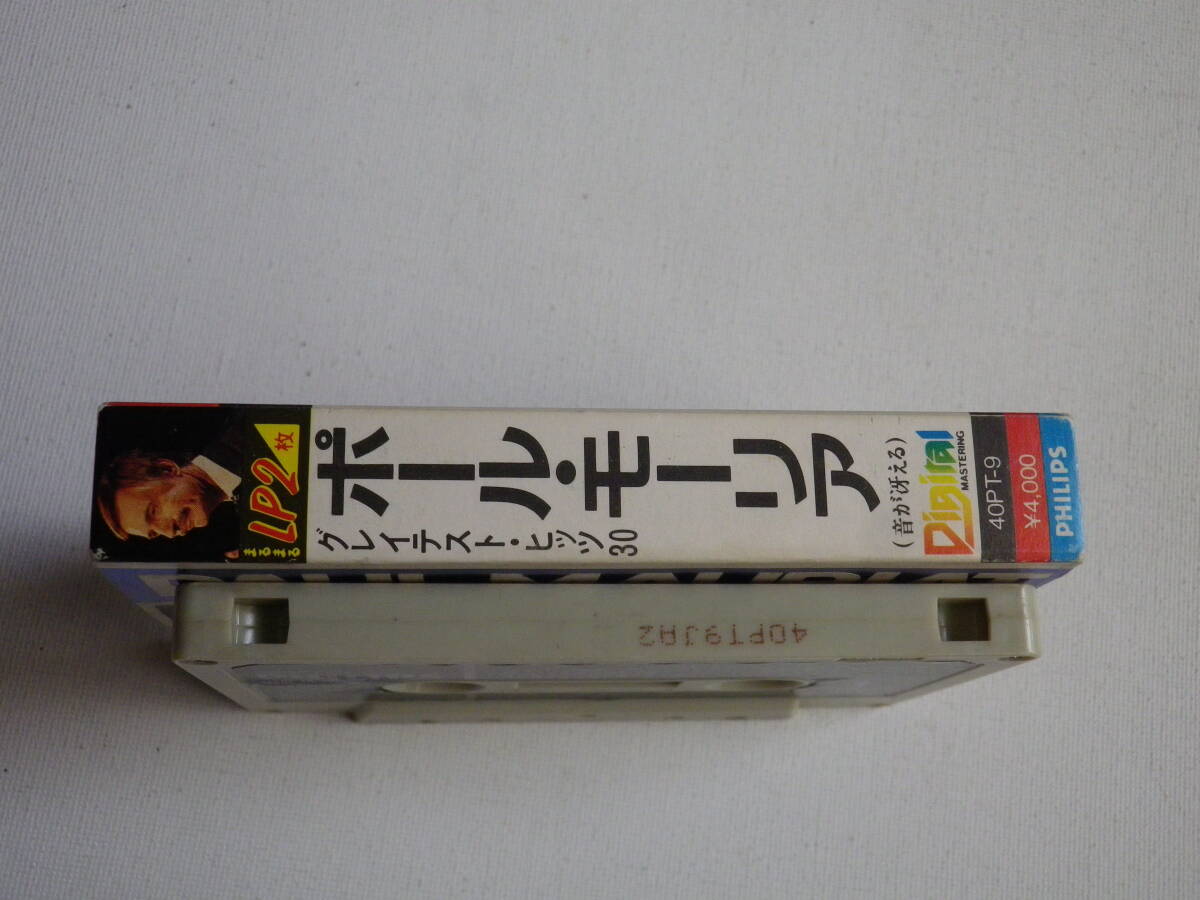 まるまる
LP2枚
ポール・モーリア
グレイテスト・ヒッツ30
(音が冴える)
Digital
MASTERING
40PT-9
¥4,000
PHILIPS
PAUL MAURIAT
40PT9JA2